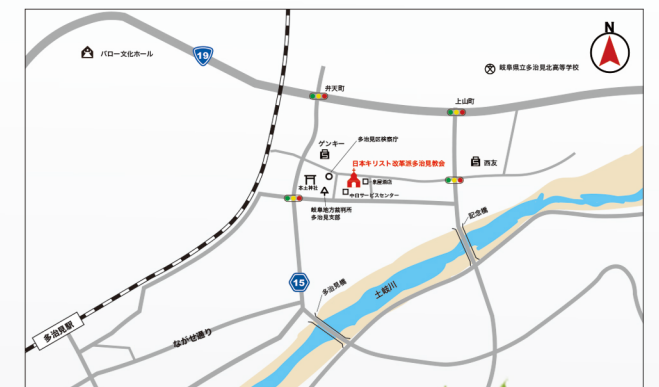 N
バロー文化ホール
19
岐阜県立多治見北高等学校
井天町
上山町
多治見区検察庁
ゲンキー
日本キリスト改革派多治見教会
西友
本土神社
中日サービスセンター
岐阜地方裁判所
多治見支部
記念橋
15
多治見橋
土岐川
多治見駅
ながせ通り